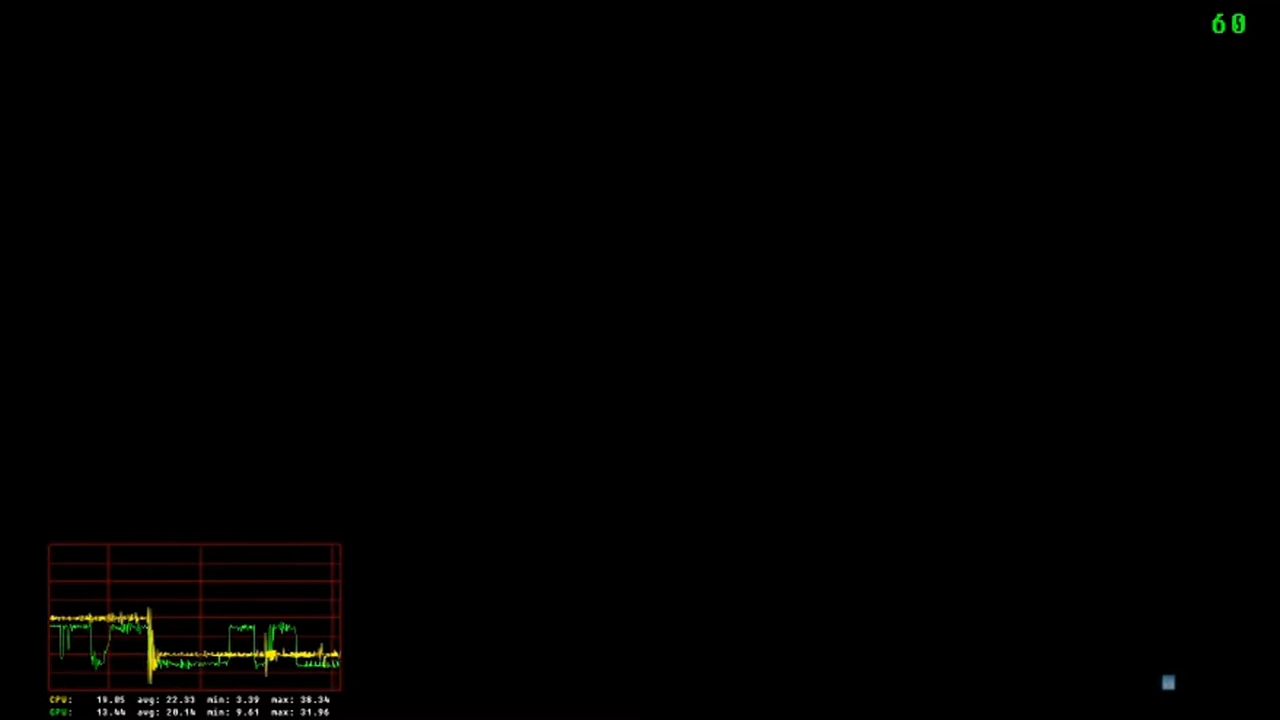 60
CPU: 19.05 avg: 22.33 min: 3.39 max: 38.34
GPU: 13.44 avg: 20.14 min: 9.61 max: 31.96